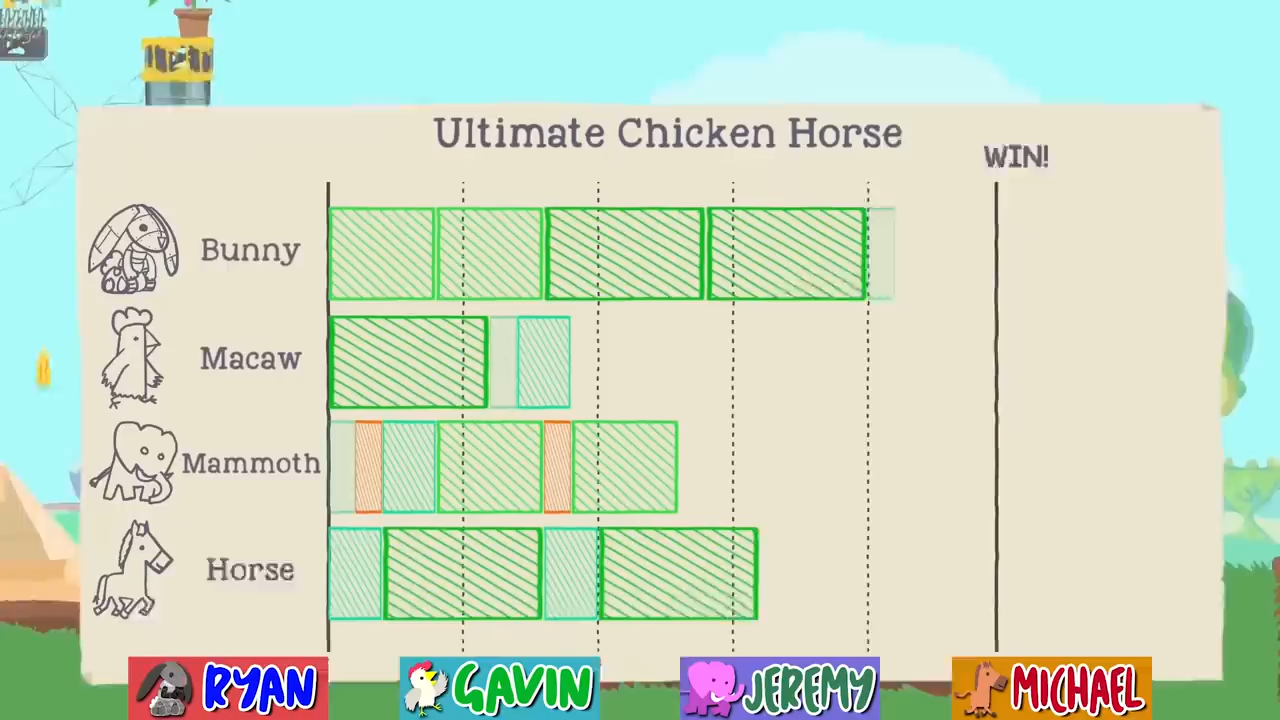 Ultimate Chicken Horse
WIN!
Bunny
Macaw
Mammoth
Horse
RYAN
GAVIN
JEREMY
MICHAEL